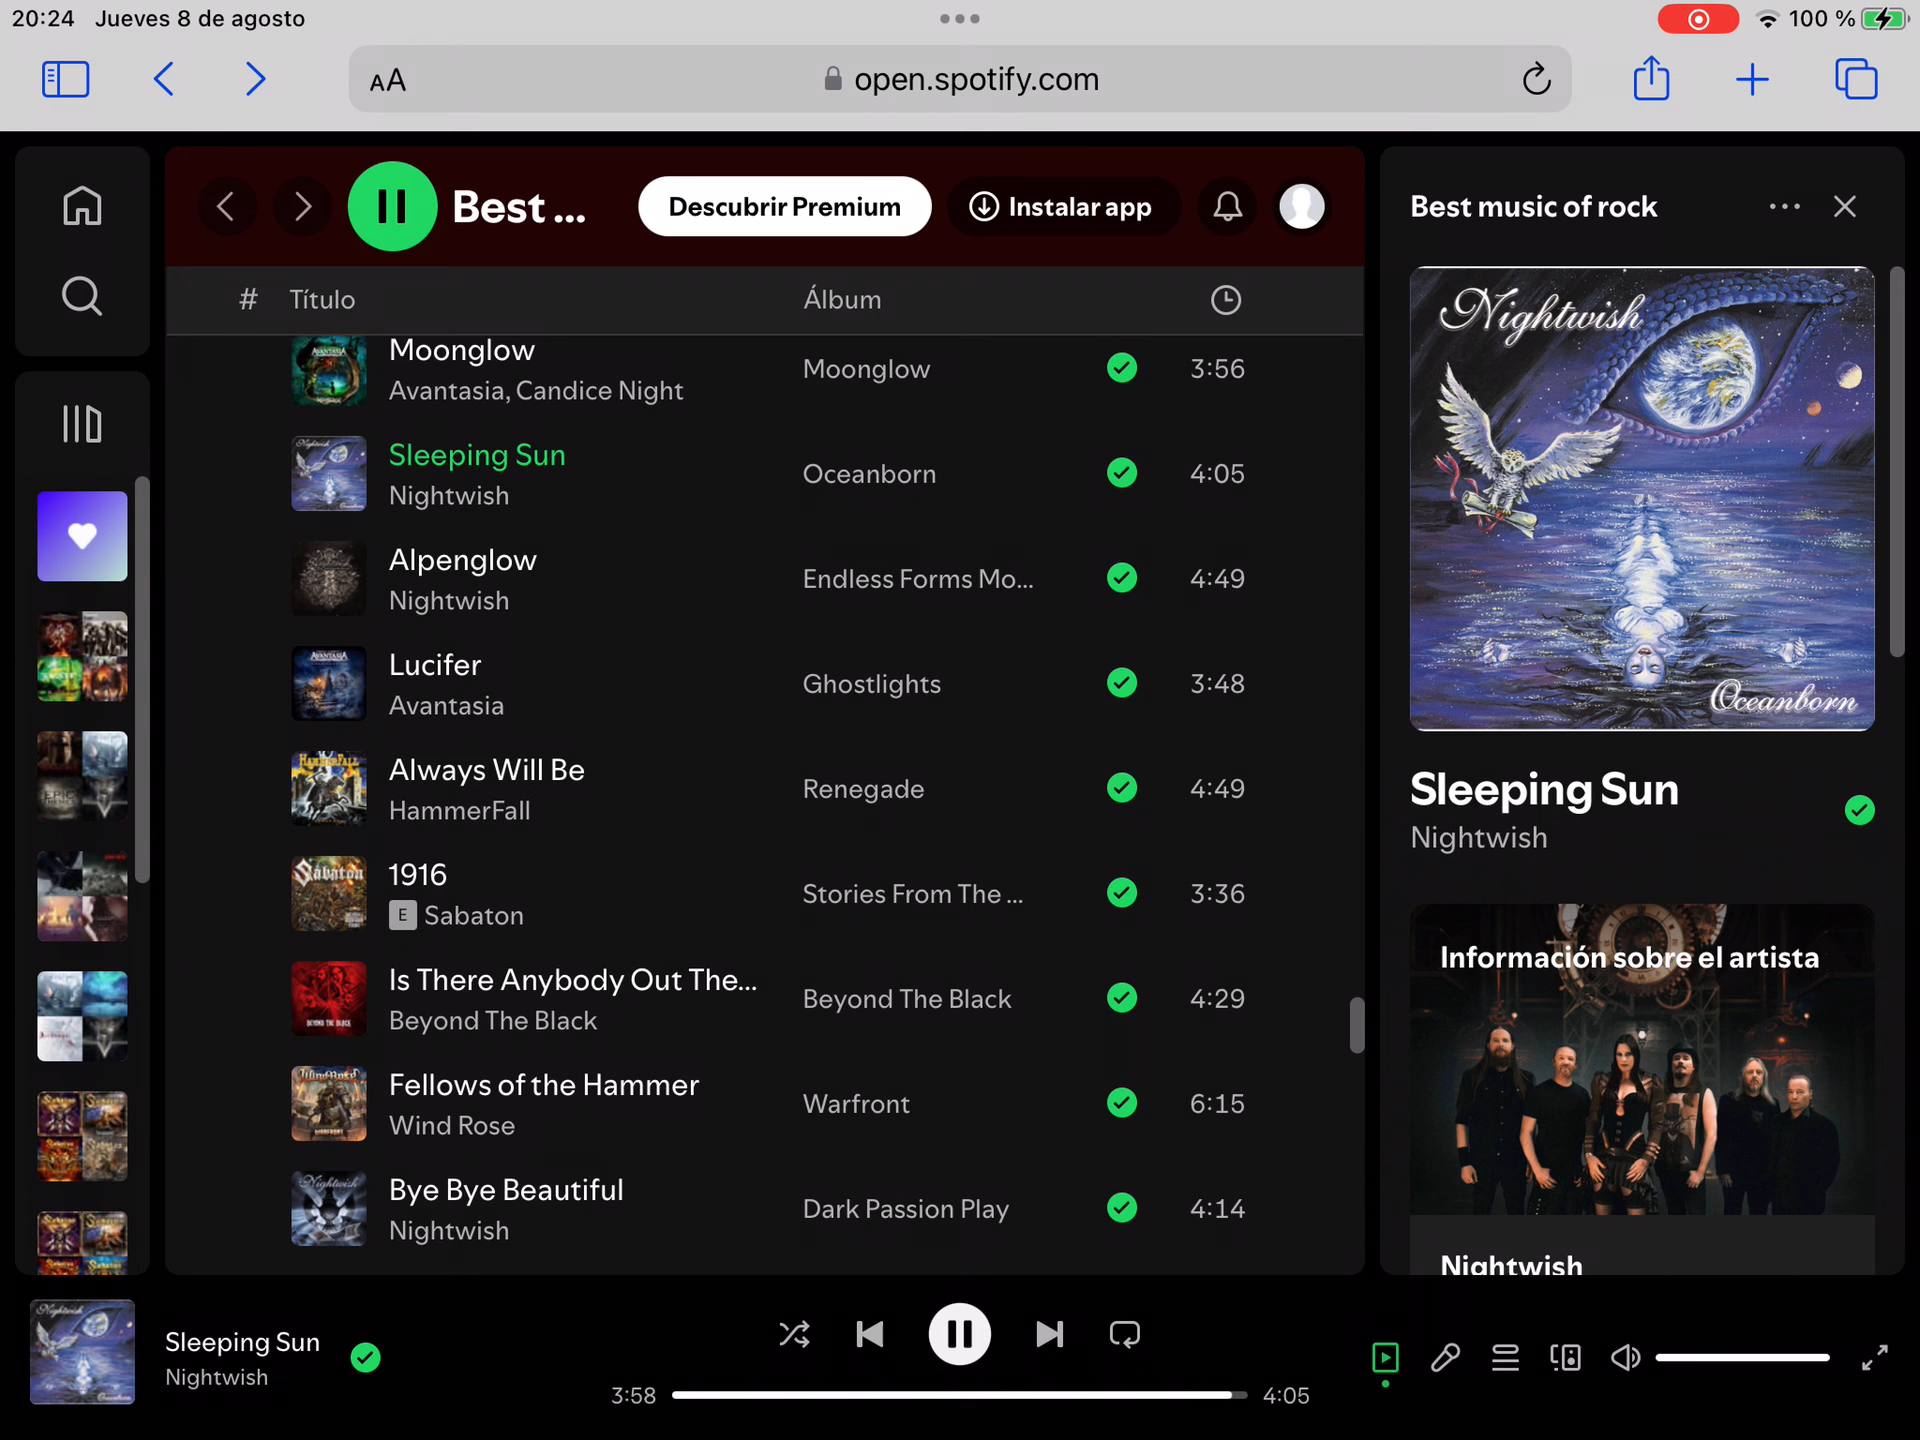 20:24 Jueves 8 de agosto
100 %
AA
open.spotify.com
Best ...
Descubrir Premium
Instalar app
# Título
Álbum
Moonglow
Avantasia, Candice Night
Moonglow
3:56
Sleeping Sun
Nightwish
Oceanborn
4:05
Alpenglow
Nightwish
Endless Forms Mo...
4:49
Lucifer
Avantasia
Ghostlights
3:48
Always Will Be
HammerFall
Renegade
4:49
1916
E Sabaton
Stories From The ...
3:36
Is There Anybody Out The...
Beyond The Black
Beyond The Black
4:29
Fellows of the Hammer
Wind Rose
Warfront
6:15
Bye Bye Beautiful
Nightwish
Dark Passion Play
4:14
Best music of rock
Nightwish
Oceanborn
Sleeping Sun
Nightwish
Información sobre el artista
Nightwish
Sleeping Sun
Nightwish
3:58
4:05